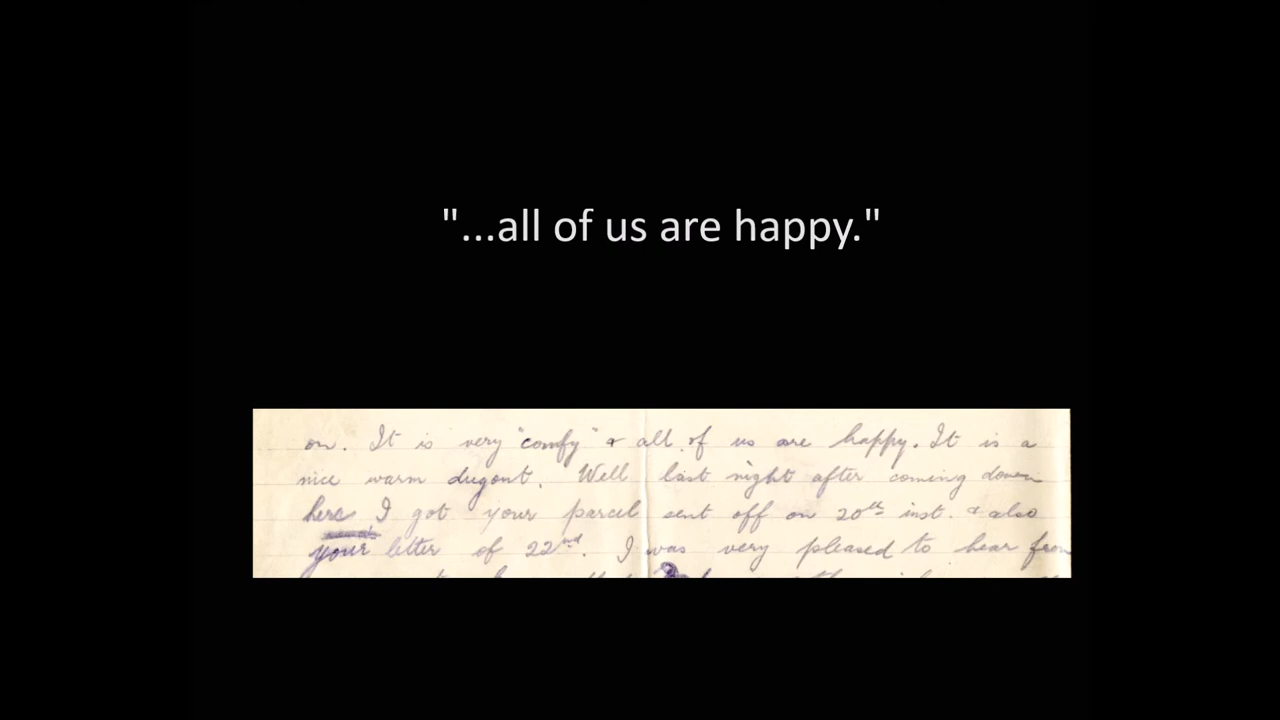 "...all of us are happy."
on. It is very "comfy" & all of us are happy. It is a
nice warm dugout. Well last night after coming down
here I got your parcel sent off on 20th inst. & also
your letter of 22nd. I was very pleased to hear from